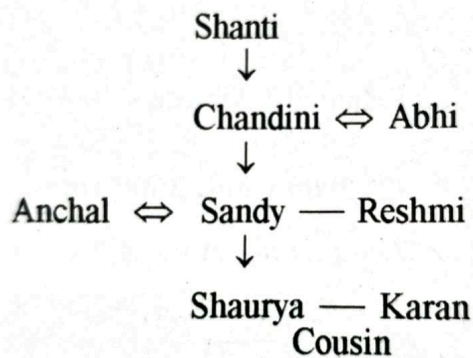 Shanti
↓
Chandini ⇔ Abhi
↓
Anchal ⇔ Sandy — Reshmi
↓
Shaurya — Karan
Cousin